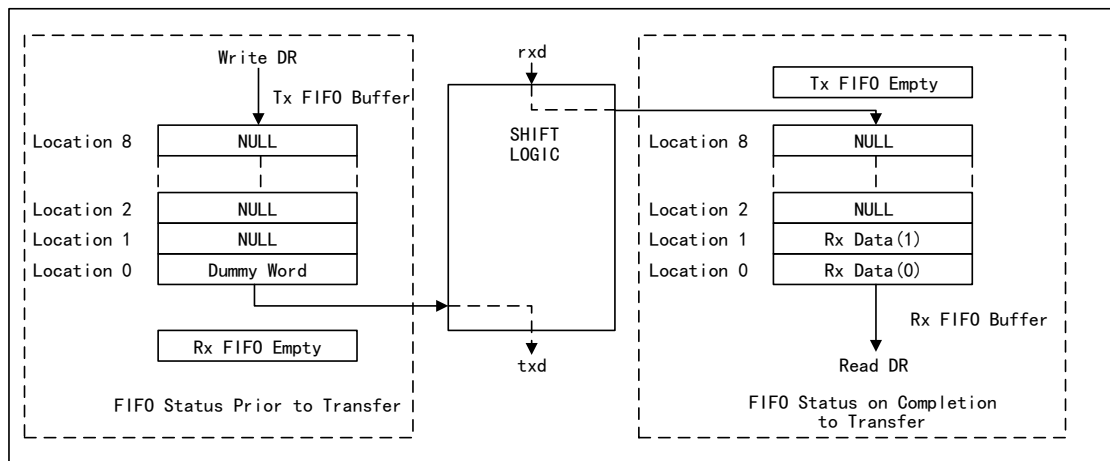 Write DR
Tx FIFO Buffer
Location 8
NULL
Location 2
NULL
Location 1
NULL
Location 0
Dummy Word
Rx FIFO Empty
FIFO Status Prior to Transfer
rxd
SHIFT
LOGIC
txd
Tx FIFO Empty
Location 8
NULL
Location 2
NULL
Location 1
Rx Data(1)
Location 0
Rx Data(0)
Rx FIFO Buffer
Read DR
FIFO Status on Completion
to Transfer